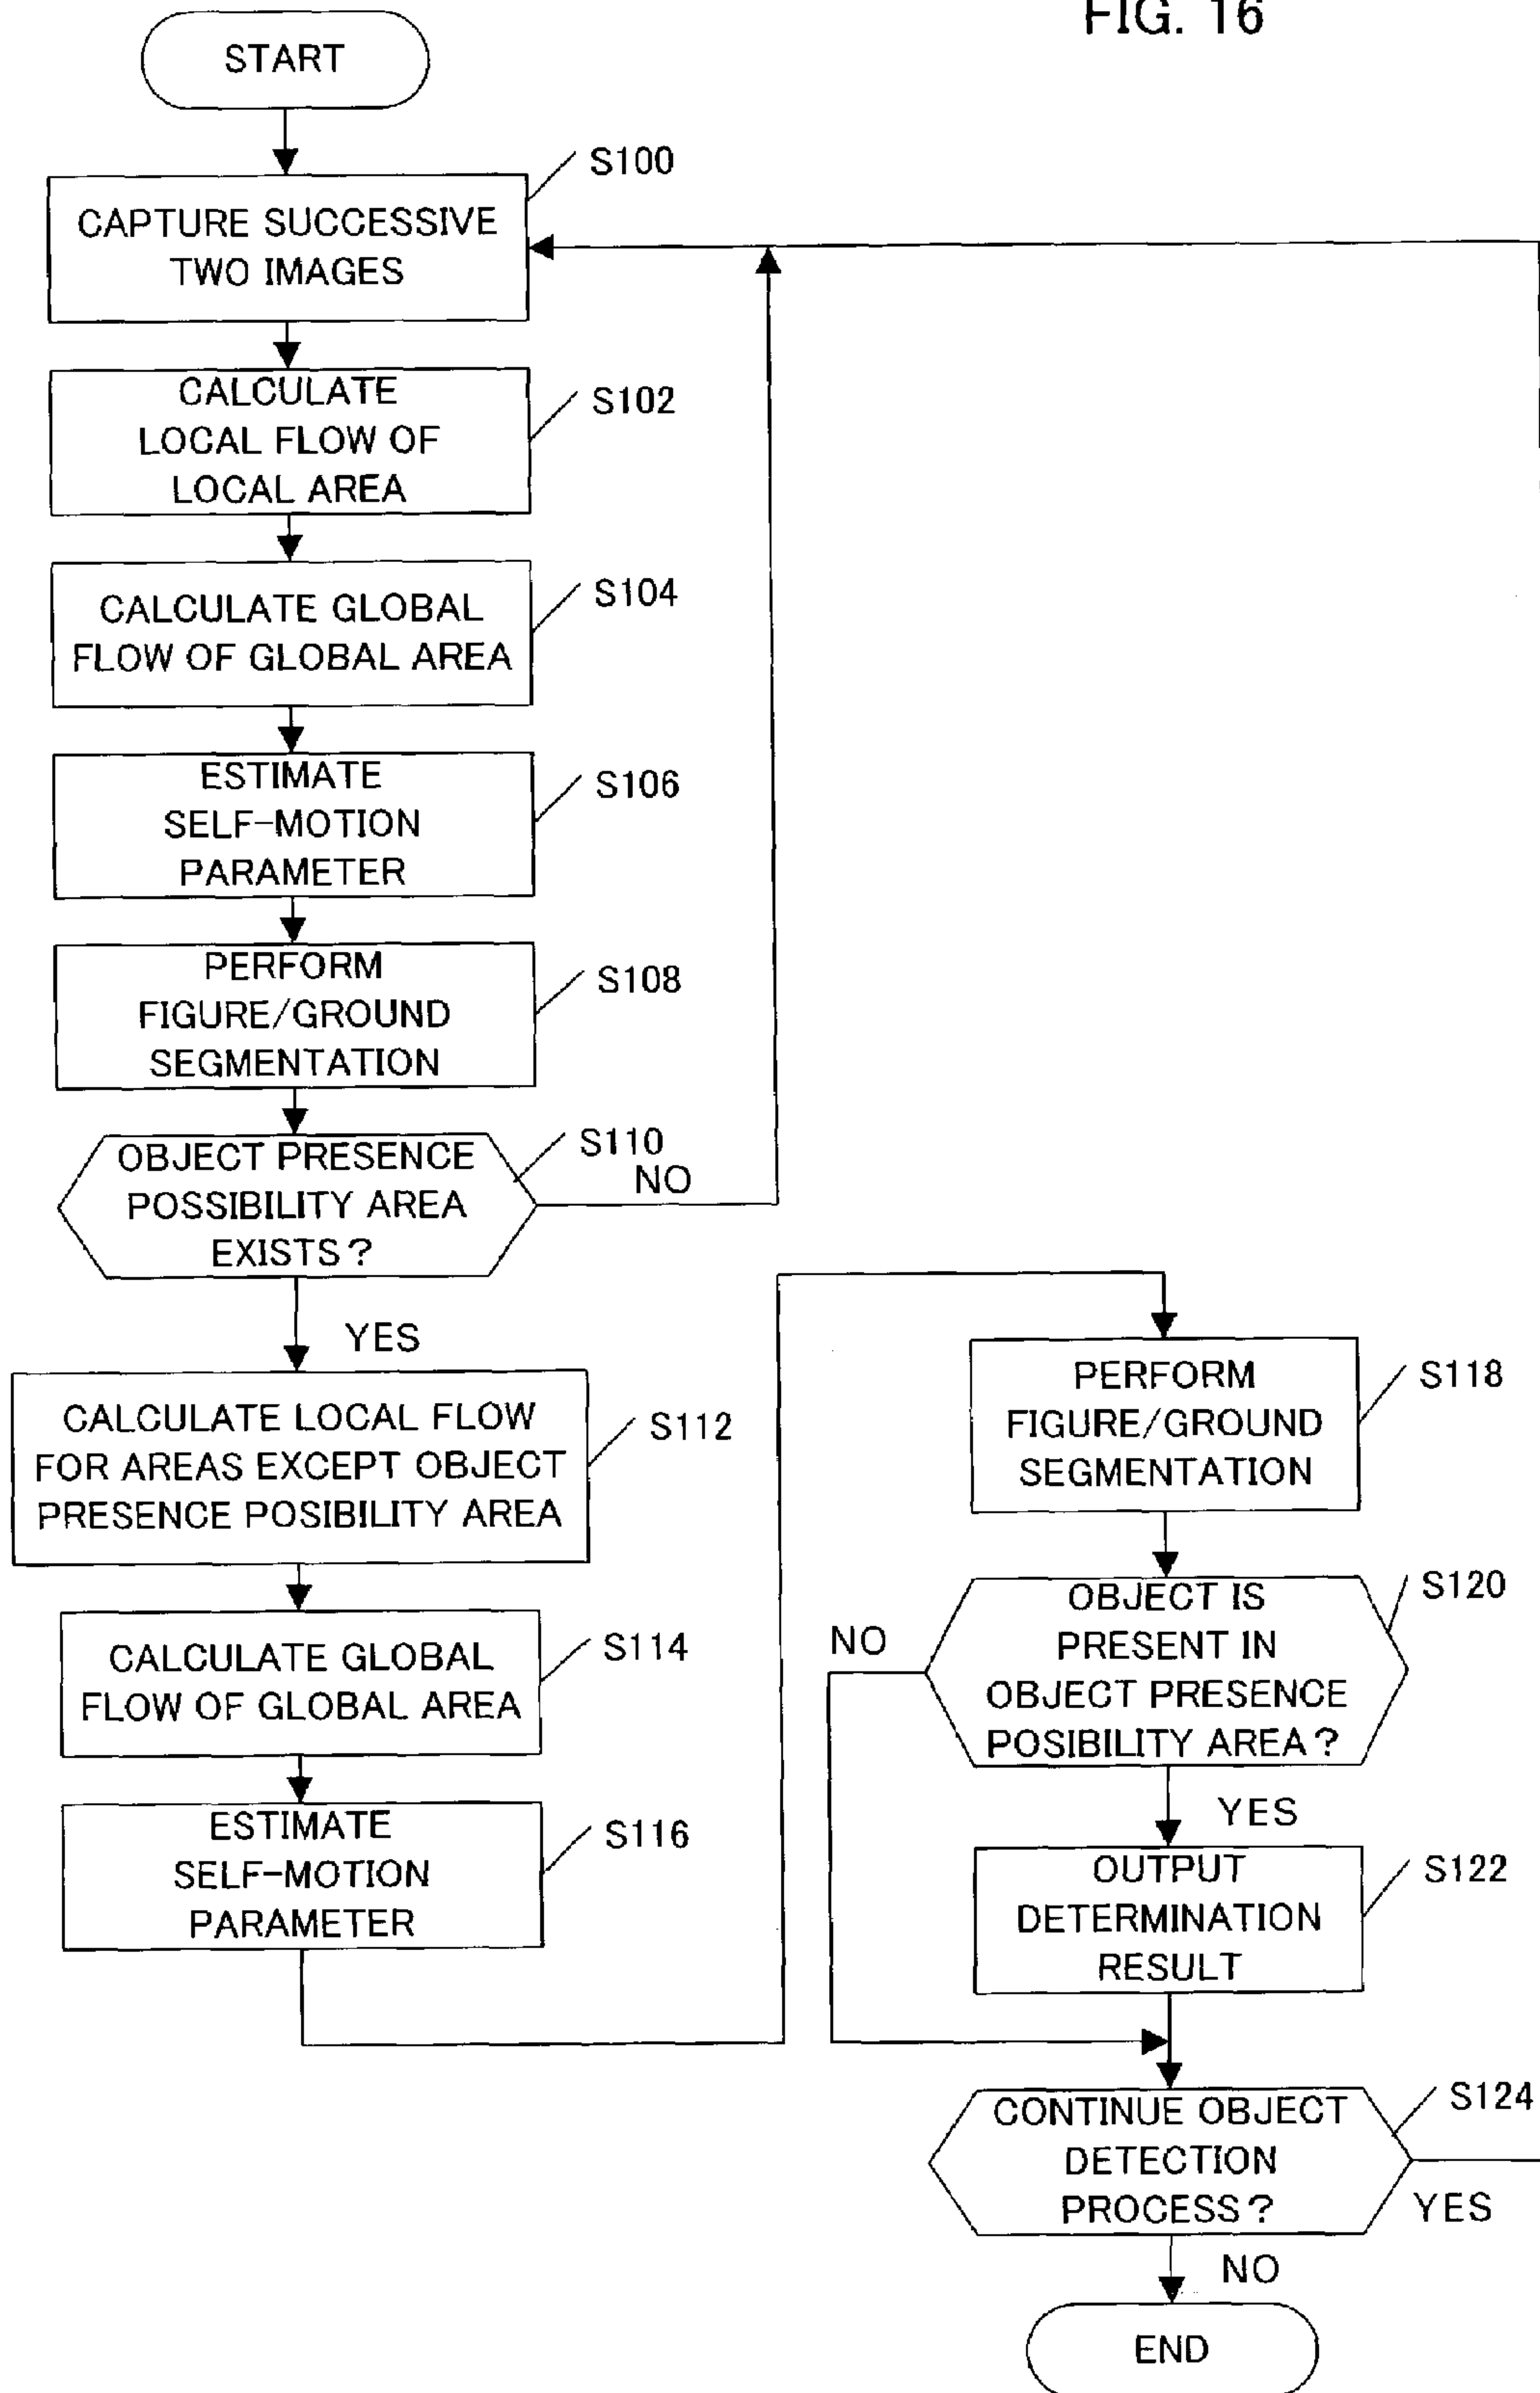 FIG. 16
START
S100
CAPTURE SUCCESSIVE
TWO IMAGES
S102
CALCULATE
LOCAL FLOW OF
LOCAL AREA
S104
CALCULATE GLOBAL
FLOW OF GLOBAL AREA
S106
ESTIMATE
SELF-MOTION
PARAMETER
S108
PERFORM
FIGURE/GROUND
SEGMENTATION
S110
OBJECT PRESENCE
POSSIBILITY AREA
EXISTS?
NO
YES
S112
CALCULATE LOCAL FLOW
FOR AREAS EXCEPT OBJECT
PRESENCE POSIBILITY AREA
S114
CALCULATE GLOBAL
FLOW OF GLOBAL AREA
S116
ESTIMATE
SELF-MOTION
PARAMETER
S118
PERFORM
FIGURE/GROUND
SEGMENTATION
S120
OBJECT IS
PRESENT IN
OBJECT PRESENCE
POSIBILITY AREA?
NO
YES
S122
OUTPUT
DETERMINATION
RESULT
S124
CONTINUE OBJECT
DETECTION
PROCESS?
YES
NO
END